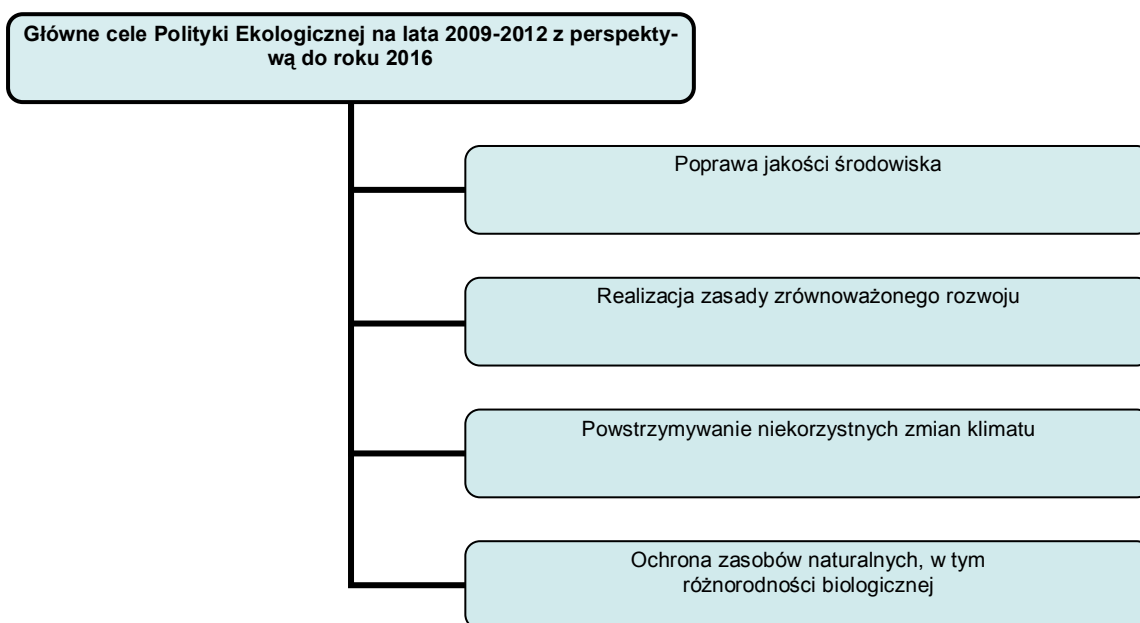 Główne cele Polityki Ekologicznej na lata 2009-2012 z perspekty-
wą do roku 2016
Poprawa jakości środowiska
Realizacja zasady zrównoważonego rozwoju
Powstrzymywanie niekorzystnych zmian klimatu
Ochrona zasobów naturalnych, w tym
różnorodności biologicznej